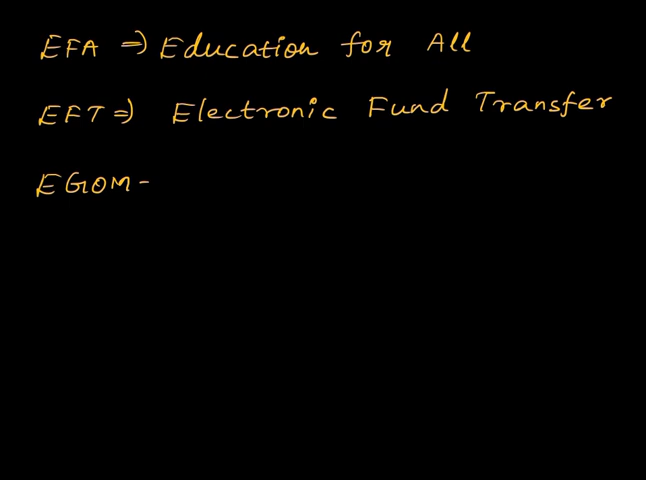 EFA => Education for All
EFT => Electronic Fund Transfer
EGOM -